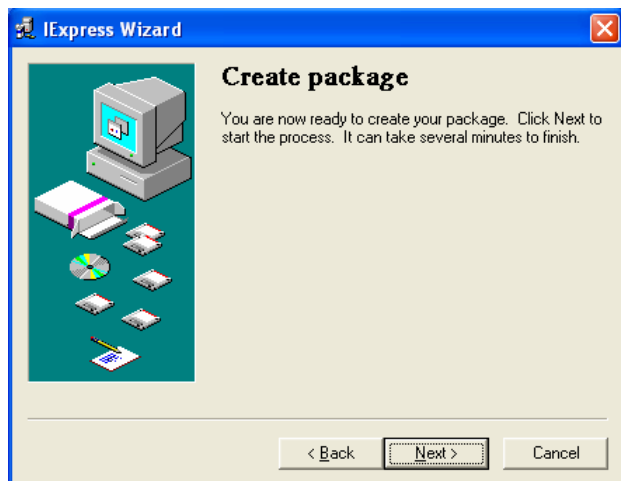 IExpress Wizard
Create package
You are now ready to create your package.  Click Next to
start the process.  It can take several minutes to finish.
< Back
Next >
Cancel